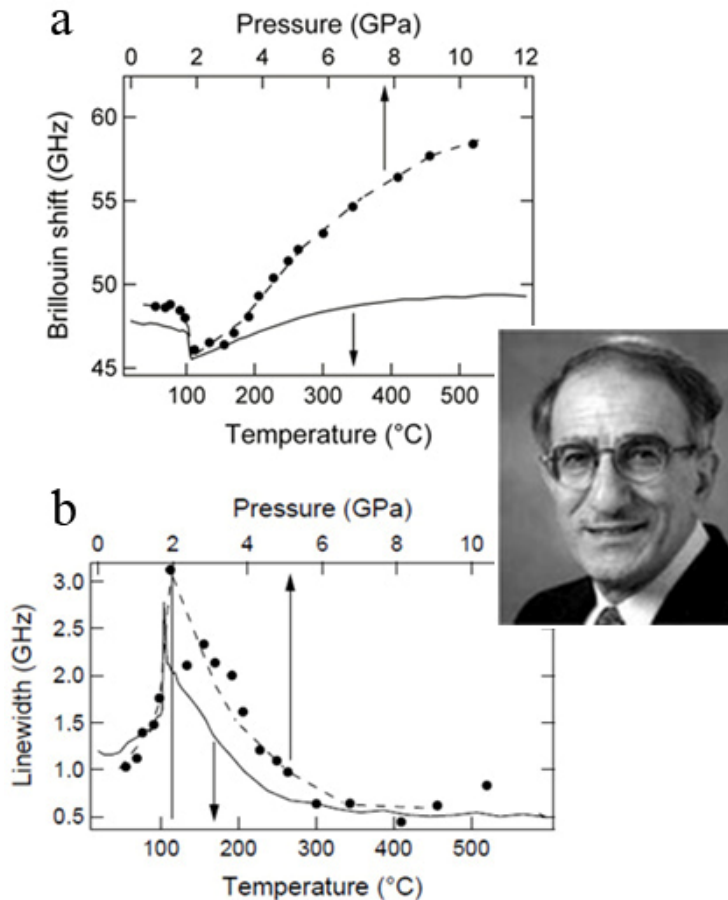 a
Pressure (GPa)
0 2 4 6 8 10 12
Brillouin shift (GHz)
60
55
50
45
100 200 300 400 500
Temperature (°C)
b
Pressure (GPa)
0 2 4 6 8 10
Linewidth (GHz)
3.0
2.5
2.0
1.5
1.0
0.5
100 200 300 400 500
Temperature (°C)